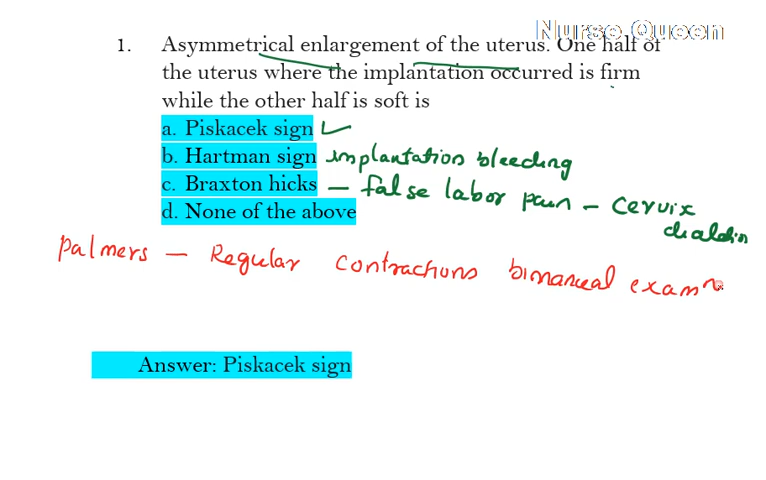 Nurse Queen
1. Asymmetrical enlargement of the uterus. One half of
the uterus where the implantation occurred is firm
while the other half is soft is
a. Piskacek sign
b. Hartman sign implantation bleeding
c. Braxton hicks – false labor pain – cervix
d. None of the above
palmers – Regular contractions bimanual exam
Answer: Piskacek sign